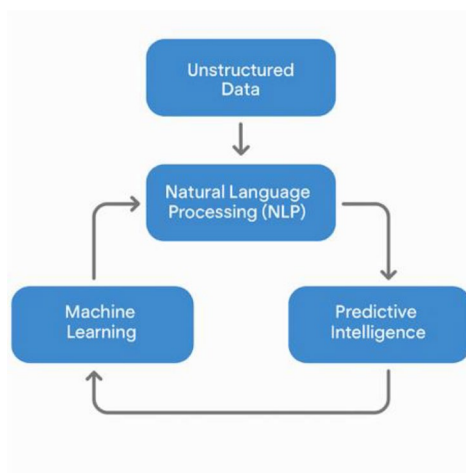 Unstructured
Data
Natural Language
Processing (NLP)
Machine
Learning
Predictive
Intelligence